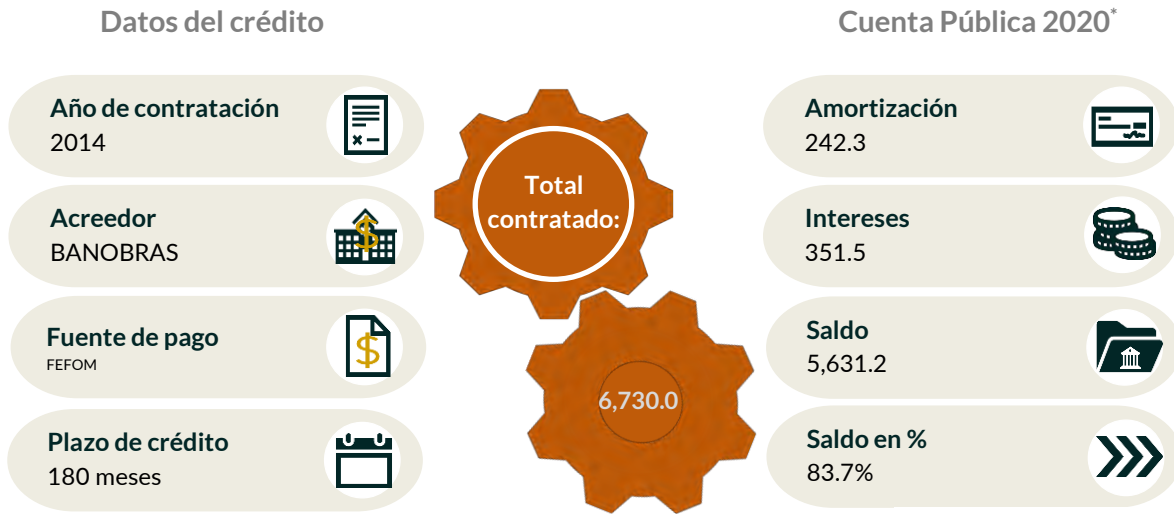 Datos del crédito
Año de contratación
2014
Acreedor
BANOBRAS
Fuente de pago
FEFOM
Plazo de crédito
180 meses
Total
contratado:
6,730.0
Cuenta Pública 2020*
Amortización
242.3
Intereses
351.5
Saldo
5,631.2
Saldo en %
83.7%